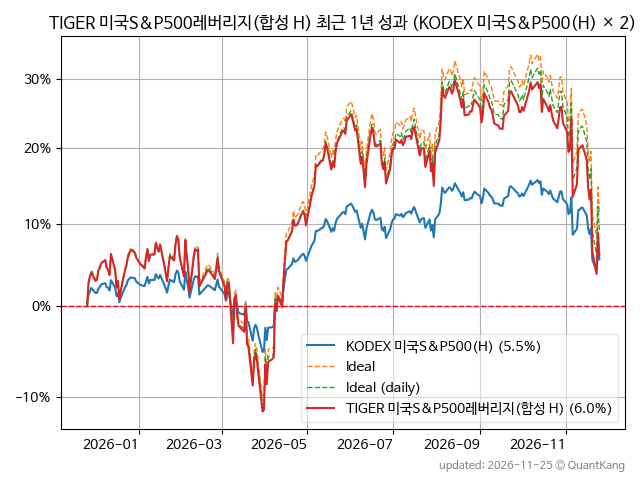 TIGER 미국S&P500레버리지(합성 H) 최근 1년 성과 (KODEX 미국S&P500(H) × 2)
30%
20%
10%
0%
−10%
KODEX 미국S&P500(H) (5.5%)
Ideal
Ideal (daily)
TIGER 미국S&P500레버리지(합성 H) (6.0%)
2026-01
2026-03
2026-05
2026-07
2026-09
2026-11
updated: 2026-11-25 © QuantKang